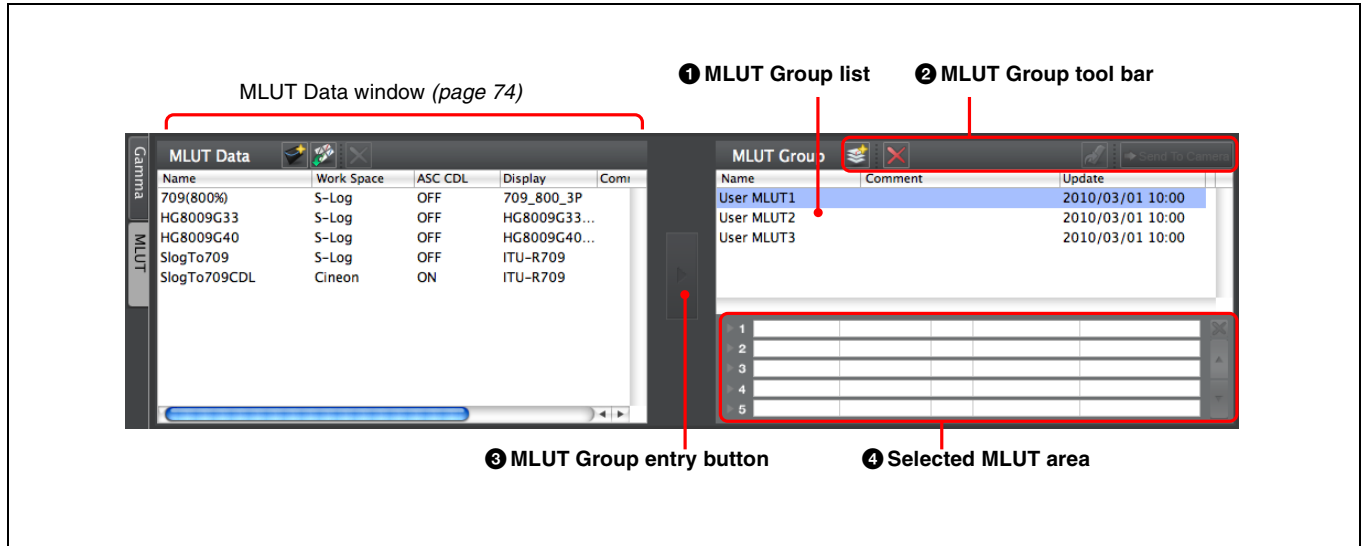 ❶ MLUT Group list
❷ MLUT Group tool bar
MLUT Data window (page 74)
Gamma
MLUT
MLUT Data
Name Work Space ASC CDL Display Comr
709(800%) S-Log OFF 709_800_3P
HG8009G33 S-Log OFF HG8009G33...
HG8009G40 S-Log OFF HG8009G40...
SlogTo709 S-Log OFF ITU-R709
SlogTo709CDL Cineon ON ITU-R709
MLUT Group
Send To Camera
Name Comment Update
User MLUT1 2010/03/01 10:00
User MLUT2 2010/03/01 10:00
User MLUT3 2010/03/01 10:00
1
2
3
4
5
❸ MLUT Group entry button
❹ Selected MLUT area